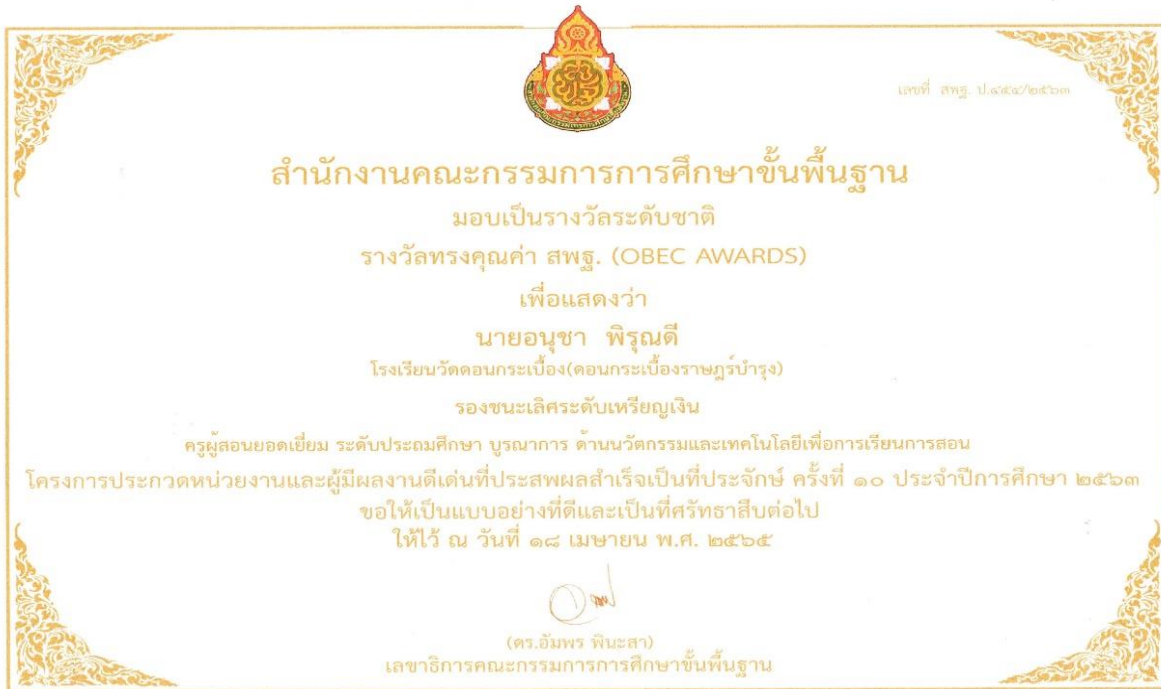 เลขที่ สพฐ. ป.๔๕๔/๒๕๖๓
สำนักงานคณะกรรมการการศึกษาขั้นพื้นฐาน
มอบเป็นรางวัลระดับชาติ
รางวัลทรงคุณค่า สพฐ. (OBEC AWARDS)
เพื่อแสดงว่า
นายอนุชา พิรุณดี
โรงเรียนวัดดอนกระเบื้อง(ดอนกระเบื้องราษฎร์บำรุง)
รองชนะเลิศระดับเหรียญเงิน
ครูผู้สอนยอดเยี่ยม ระดับประถมศึกษา บูรณาการ ด้านนวัตกรรมและเทคโนโลยีเพื่อการเรียนการสอน
โครงการประกวดหน่วยงานและผู้มีผลงานดีเด่นที่ประสพผลสำเร็จเป็นที่ประจักษ์ ครั้งที่ ๑๐ ประจำปีการศึกษา ๒๕๖๓
ขอให้เป็นแบบอย่างที่ดีและเป็นที่ศรัทธาสืบต่อไป
ให้ไว้ ณ วันที่ ๑๘ เมษายน พ.ศ. ๒๕๖๕
(ดร.อัมพร พินะสา)
เลขาธิการคณะกรรมการการศึกษาขั้นพื้นฐาน